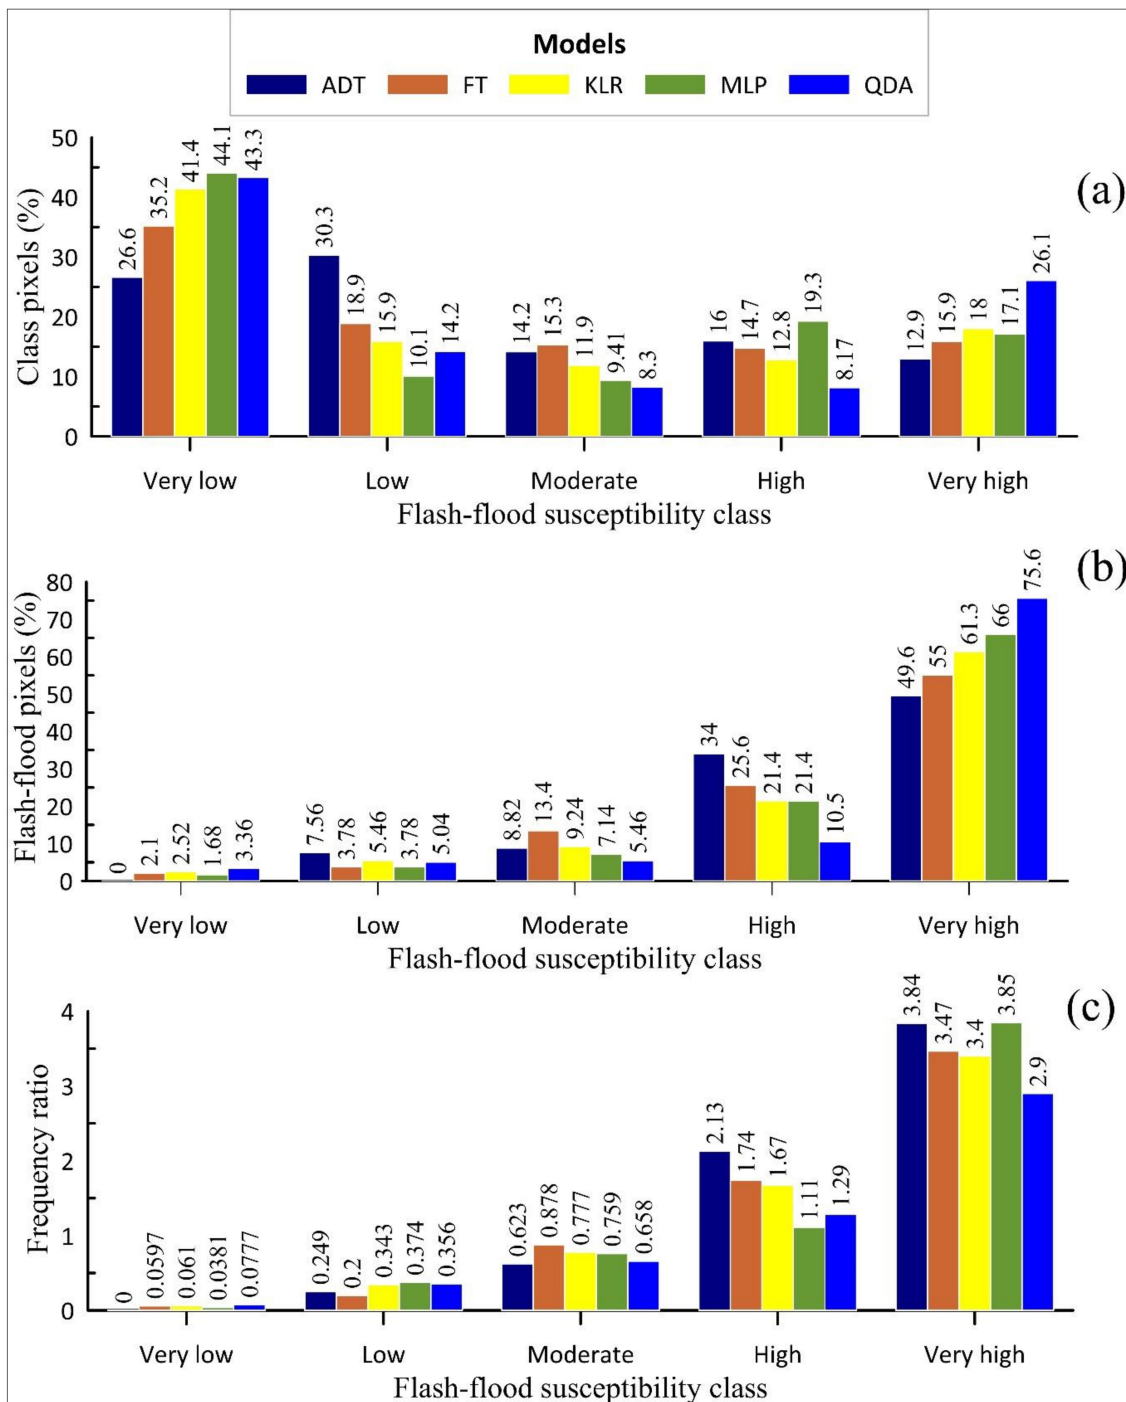 Models
ADT FT KLR MLP QDA
(a)
Class pixels (%)
50
40
30
20
10
0
26.6 35.2 41.4 44.1 43.3
30.3 18.9 15.9 10.1 14.2
14.2 15.3 11.9 9.41 8.3
16 14.7 12.8 19.3 8.17
12.9 15.9 18 17.1 26.1
Very low Low Moderate High Very high
Flash-flood susceptibility class
(b)
Flash-flood pixels (%)
80
70
60
50
40
30
20
10
0
0 2.1 2.52 1.68 3.36
7.56 3.78 5.46 3.78 5.04
8.82 13.4 9.24 7.14 5.46
34 25.6 21.4 21.4 10.5
49.6 55 61.3 66 75.6
Very low Low Moderate High Very high
Flash-flood susceptibility class
(c)
Frequency ratio
4
3
2
1
0
0 0.0597 0.061 0.0381 0.0777
0.249 0.2 0.343 0.374 0.356
0.623 0.878 0.777 0.759 0.658
2.13 1.74 1.67 1.11 1.29
3.84 3.47 3.4 3.85 2.9
Very low Low Moderate High Very high
Flash-flood susceptibility class